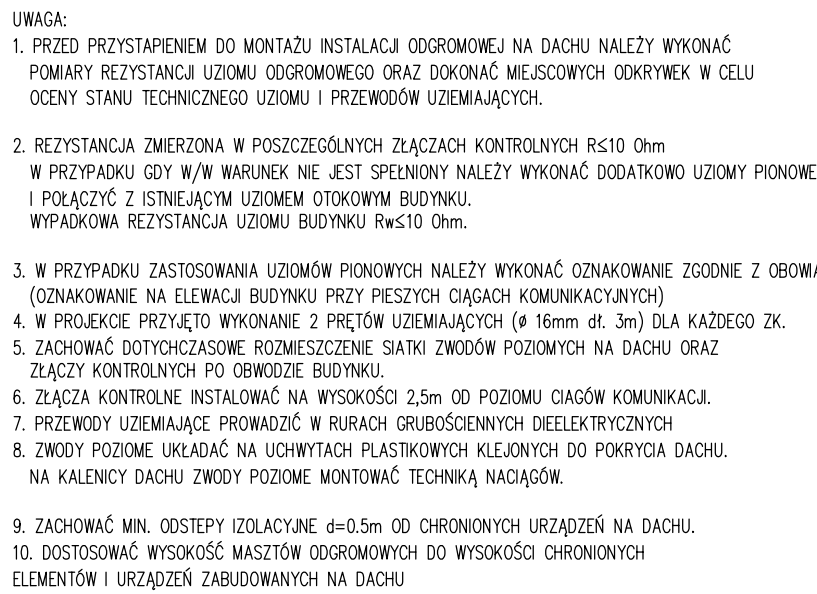 UWAGA:
1. PRZED PRZYSTAPIENIEM DO MONTAŻU INSTALACJI ODGROMOWEJ NA DACHU NALEŻY WYKONAĆ
POMIARY REZYSTANCJI UZIOMU ODGROMOWEGO ORAZ DOKONAĆ MIEJSCOWYCH ODKRYWEK W CELU
OCENY STANU TECHNICZNEGO UZIOMU I PRZEWODÓW UZIEMIAJĄCYCH.
2. REZYSTANCJA ZMIERZONA W POSZCZEGÓLNYCH ZŁĄCZACH KONTROLNYCH R≤10 Ohm
W PRZYPADKU GDY W/W WARUNEK NIE JEST SPEŁNIONY NALEŻY WYKONAĆ DODATKOWO UZIOMY PIONOWE
I POŁĄCZYĆ Z ISTNIEJĄCYM UZIOMEM OTOKOWYM BUDYNKU.
WYPADKOWA REZYSTANCJA UZIOMU BUDYNKU Rw≤10 Ohm.
3. W PRZYPADKU ZASTOSOWANIA UZIOMÓW PIONOWYCH NALEŻY WYKONAĆ OZNAKOWANIE ZGODNIE Z OBOWIA
(OZNAKOWANIE NA ELEWACJI BUDYNKU PRZY PIESZYCH CIĄGACH KOMUNIKACYJNYCH)
4. W PROJEKCIE PRZYJĘTO WYKONANIE 2 PRĘTÓW UZIEMIAJĄCYCH (ø 16mm dł. 3m) DLA KAŻDEGO ZK.
5. ZACHOWAĆ DOTYCHCZASOWE ROZMIESZCZENIE SIATKI ZWODÓW POZIOMYCH NA DACHU ORAZ
ZŁĄCZY KONTROLNYCH PO OBWODZIE BUDYNKU.
6. ZŁĄCZA KONTROLNE INSTALOWAĆ NA WYSOKOŚCI 2,5m OD POZIOMU CIAGÓW KOMUNIKACJI.
7. PRZEWODY UZIEMIAJĄCE PROWADZIĆ W RURACH GRUBOŚCIENNYCH DIEELEKTRYCZNYCH
8. ZWODY POZIOME UKŁADAĆ NA UCHWYTACH PLASTIKOWYCH KLEJONYCH DO POKRYCIA DACHU.
NA KALENICY DACHU ZWODY POZIOME MONTOWAĆ TECHNIKĄ NACIĄGÓW.
9. ZACHOWAĆ MIN. ODSTEPY IZOLACYJNE d=0.5m OD CHRONIONYCH URZĄDZEŃ NA DACHU.
10. DOSTOSOWAĆ WYSOKOŚĆ MASZTÓW ODGROMOWYCH DO WYSOKOŚCI CHRONIONYCH
ELEMENTÓW I URZĄDZEŃ ZABUDOWANYCH NA DACHU